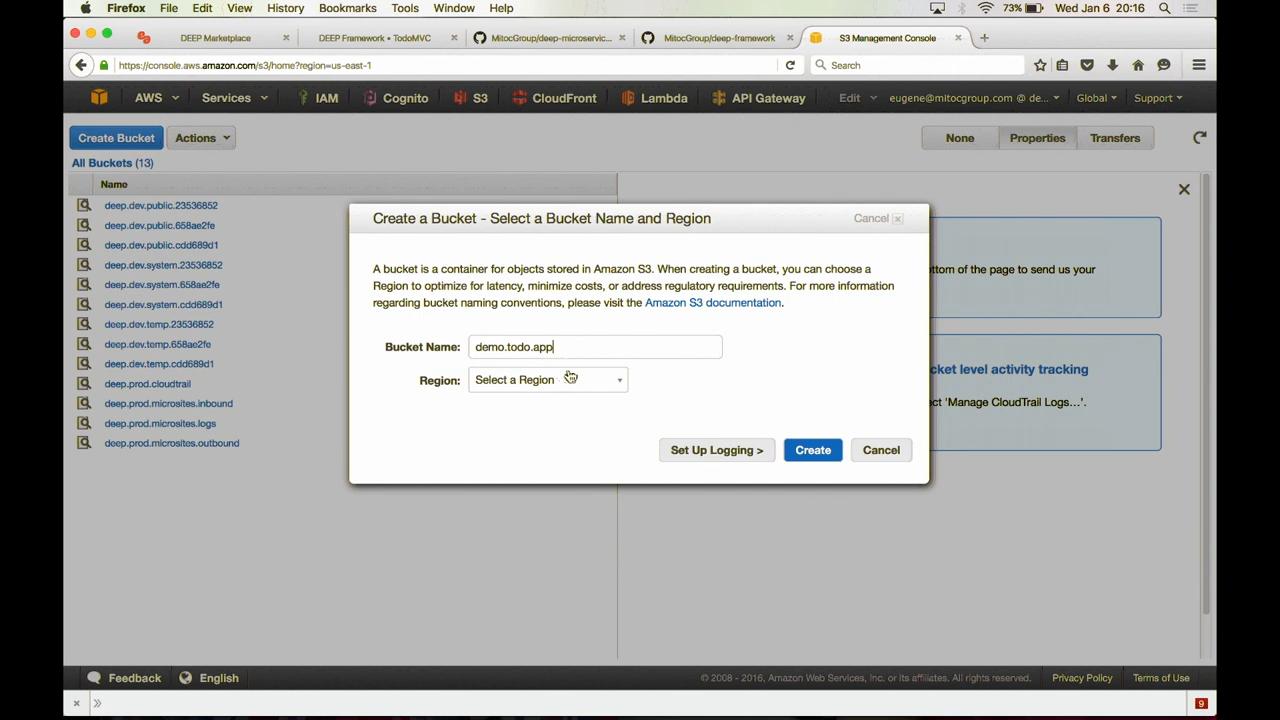 Firefox File Edit View History Bookmarks Tools Window Help 73% Wed Jan 6 20:16
DEEP Marketplace × DEEP Framework • TodoMVC × MitocGroup/deep-microservic... × MitocGroup/deep-framework × S3 Management Console × +
https://console.aws.amazon.com/s3/home?region=us-east-1 Search
AWS Services IAM Cognito S3 CloudFront Lambda API Gateway Edit eugene@mitocgroup.com @ de... Global Support
Create Bucket Actions None Properties Transfers
All Buckets (13)
Name
deep.dev.public.23536852
deep.dev.public.658ae2fe
deep.dev.public.cdd689d1
deep.dev.system.23536852
deep.dev.system.658ae2fe
deep.dev.system.cdd689d1
deep.dev.temp.23536852
deep.dev.temp.658ae2fe
deep.dev.temp.cdd689d1
deep.prod.cloudtrail
deep.prod.microsites.inbound
deep.prod.microsites.logs
deep.prod.microsites.outbound
Create a Bucket - Select a Bucket Name and Region Cancel ×
A bucket is a container for objects stored in Amazon S3. When creating a bucket, you can choose a
Region to optimize for latency, minimize costs, or address regulatory requirements. For more information
regarding bucket naming conventions, please visit the Amazon S3 documentation.
Bucket Name: demo.todo.app
Region: Select a Region
Set Up Logging > Create Cancel
ttom of the page to send us your
cket level activity tracking
ct 'Manage CloudTrail Logs...'.
Feedback English © 2008 - 2016, Amazon Web Services, Inc. or its affiliates. All rights reserved. Privacy Policy Terms of Use
× » 9